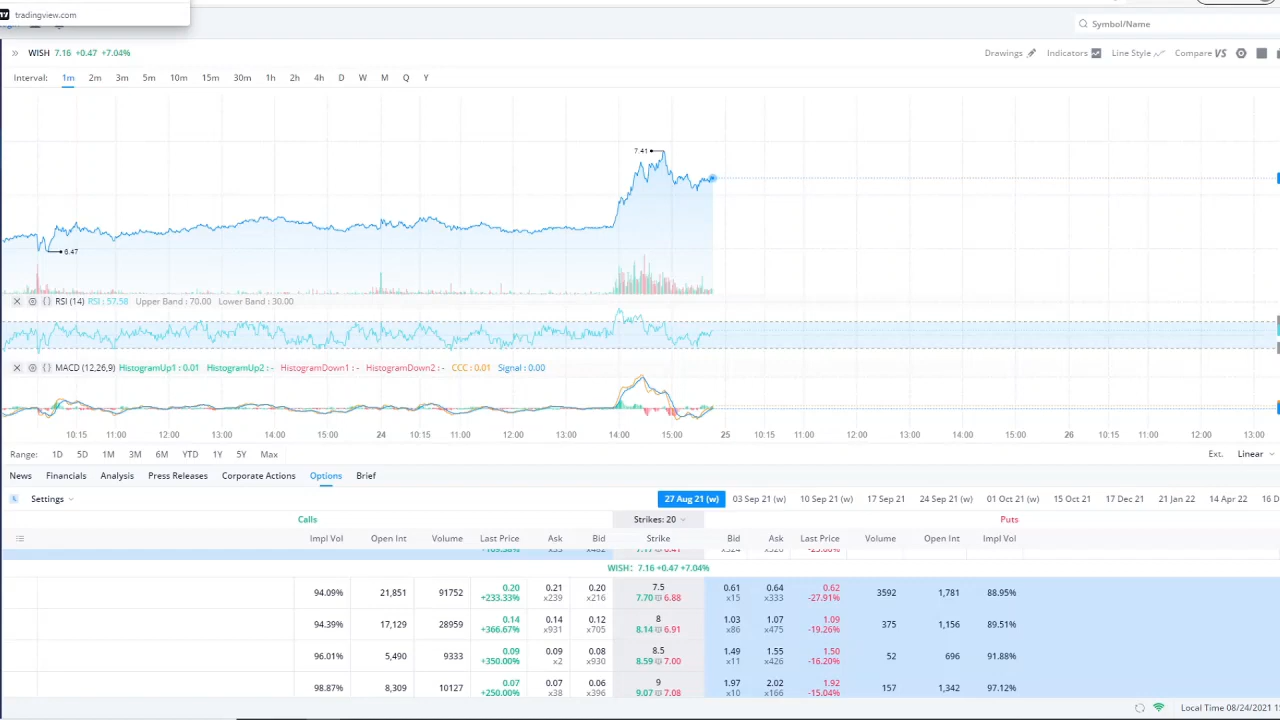 tradingview.com
Symbol/Name
WISH 7.16 +0.47 +7.04%
Drawings Indicators Line Style Compare VS
Interval: 1m 2m 3m 5m 10m 15m 30m 1h 2h 4h D W M Q Y
7.41
6.47
RSI (14) RSI : 57.58 Upper Band : 70.00 Lower Band : 30.00
MACD (12,26,9) HistogramUp1 : 0.01 HistogramUp2 : - HistogramDown1 : - HistogramDown2 : - CCC : 0.01 Signal : 0.00
10:15 11:00 12:00 13:00 14:00 15:00 24 10:15 11:00 12:00 13:00 14:00 15:00 25 10:15 11:00 12:00 13:00 14:00 15:00 26 10:15 11:00 12:00 13:00
Range: 1D 5D 1M 3M 6M YTD 1Y 5Y Max Ext. Linear
News Financials Analysis Press Releases Corporate Actions Options Brief
Settings 27 Aug 21 (w) 03 Sep 21 (w) 10 Sep 21 (w) 17 Sep 21 24 Sep 21 (w) 01 Oct 21 (w) 15 Oct 21 17 Dec 21 21 Jan 22 14 Apr 22 16 D
Calls Strikes: 20 Puts
Impl Vol Open Int Volume Last Price Ask Bid Strike Bid Ask Last Price Volume Open Int Impl Vol
WISH: 7.16 +0.47 +7.04%
94.09% 21,851 91752 0.20 0.21 0.20 7.5 0.61 0.64 0.62 3592 1,781 88.95%
+233.33% x239 x216 7.70 6.88 x15 x333 -27.91%
94.39% 17,129 28959 0.14 0.14 0.12 8 1.03 1.07 1.09 375 1,156 89.51%
+366.67% x931 x705 8.14 6.91 x86 x475 -19.26%
96.01% 5,490 9333 0.09 0.09 0.08 8.5 1.49 1.55 1.50 52 696 91.88%
+350.00% x2 x930 8.59 7.00 x11 x426 -16.20%
98.87% 8,309 10127 0.07 0.07 0.06 9 1.97 2.02 1.92 157 1,342 97.12%
+250.00% x38 x396 9.07 7.08 x10 x166 -15.04%
Local Time 08/24/2021